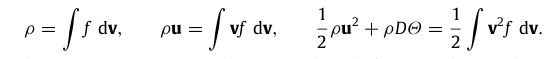 ρ = ∫ f dv, ρu = ∫ vf dv, 1/2 ρu² + ρDΘ = 1/2 ∫ v²f dv.